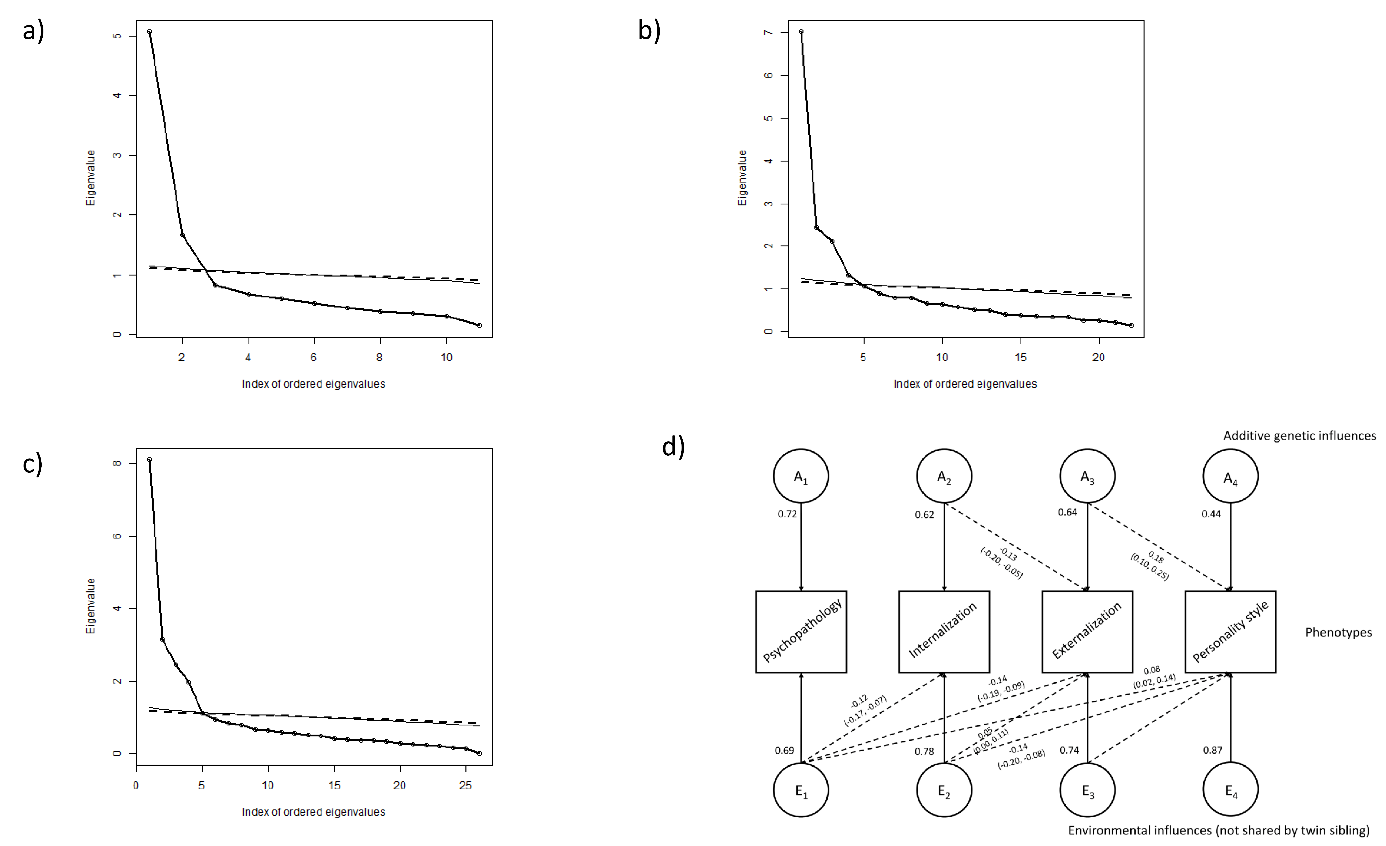 a)
5
4
3
2
1
0
Eigenvalue
2
4
6
8
10
Index of ordered eigenvalues
b)
7
6
5
4
3
2
1
0
Eigenvalue
5
10
15
20
Index of ordered eigenvalues
c)
8
6
4
2
0
Eigenvalue
0
5
10
15
20
25
Index of ordered eigenvalues
d)
Additive genetic influences
A1
A2
A3
A4
0.72
0.62
0.64
0.44
-0.13
(-0.20, -0.05)
0.18
(0.10, 0.25)
Psychopathology
Internalization
Externalization
Personality style
Phenotypes
-0.12
(-0.17, -0.07)
-0.14
(-0.19, -0.09)
0.08
(0.02, 0.14)
0.05
(0.00, 0.11)
-0.14
(-0.20, -0.08)
0.69
0.78
0.74
0.87
E1
E2
E3
E4
Environmental influences (not shared by twin sibling)